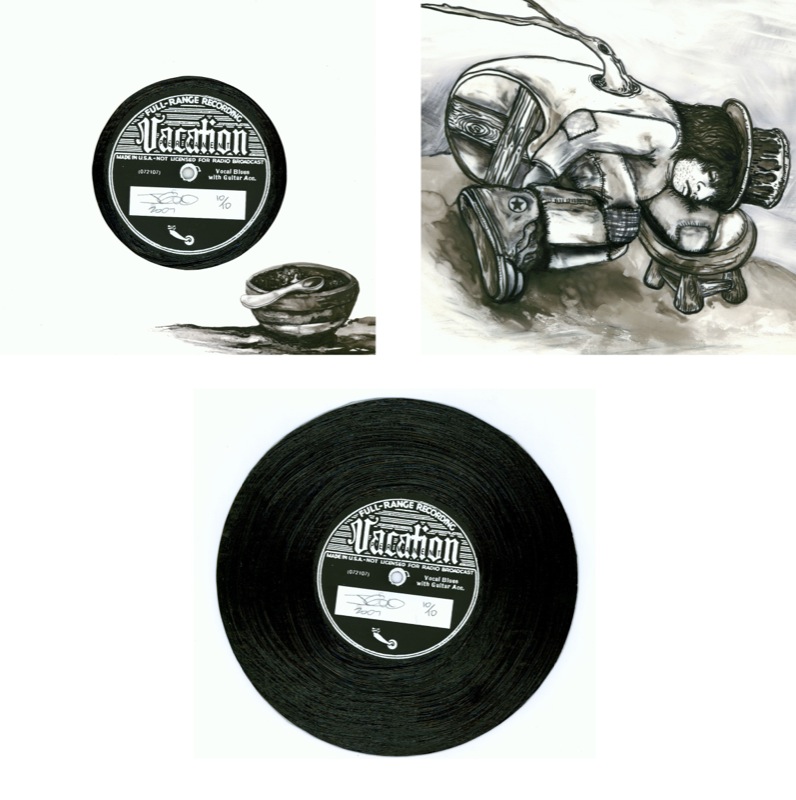 FULL-RANGE RECORDING
Vacation
PERMANENT
MADE IN U.S.A.-NOT LICENSED FOR RADIO BROADCAST
(072107)
Vocal Blues
with Guitar Acc.
10/10
2007
FULL-RANGE RECORDING
Vacation
PERMANENT
MADE IN U.S.A.-NOT LICENSED FOR RADIO BROADCAST
(072107)
Vocal Blues
with Guitar Acc.
10/10
2007